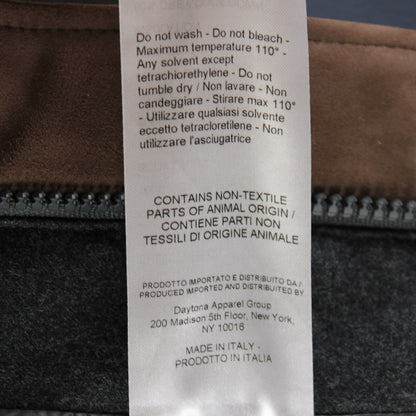 Do not wash - Do not bleach -
Maximum temperature 110° -
Any solvent except
tetrachiorethylene - Do not
tumble dry / Non lavare - Non
candeggiare - Stirare max 110°
- Utilizzare qualsiasi solvente
eccetto tetracloretilene - Non
utilizzare l'asciugatrice
CONTAINS NON-TEXTILE
PARTS OF ANIMAL ORIGIN /
CONTIENE PARTI NON
TESSILI DI ORIGINE ANIMALE
PRODOTTO IMPORTATO E DISTRIBUITO DA /
PRODUCED IMPORTED AND DISTRIBUTED BY
Daytona Apparel Group
200 Madison 5th Floor, New York,
NY 10016
MADE IN ITALY -
PRODOTTO IN ITALIA